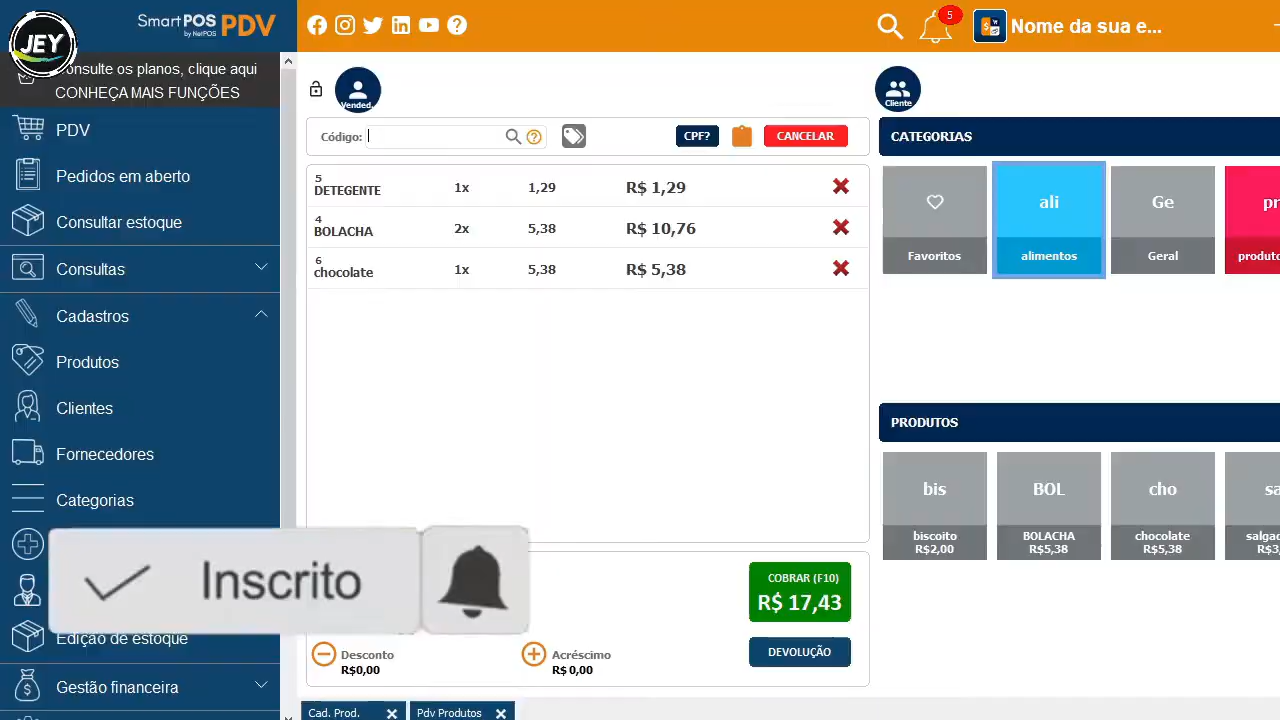 JEY
SmartPOS
by NetPOS
PDV
5
Nome da sua e...
onsulte os planos, clique aqui
CONHEÇA MAIS FUNÇÕES
PDV
Pedidos em aberto
Consultar estoque
Consultas
Cadastros
Produtos
Clientes
Fornecedores
Categorias
Edição de estoque
Gestão financeira
Inscrito
Vended.
Cliente
Código:
CPF?
CANCELAR
5
DETEGENTE 1x 1,29 R$ 1,29
4
BOLACHA 2x 5,38 R$ 10,76
6
chocolate 1x 5,38 R$ 5,38
COBRAR (F10)
R$ 17,43
DEVOLUÇÃO
Desconto
R$0,00
Acréscimo
R$ 0,00
Cad. Prod.
Pdv Produtos
CATEGORIAS
Favoritos
ali
alimentos
Ge
Geral
pr
produto
PRODUTOS
bis
biscoito
R$2,00
BOL
BOLACHA
R$5,38
cho
chocolate
R$5,38
sa
salgad
R$3,